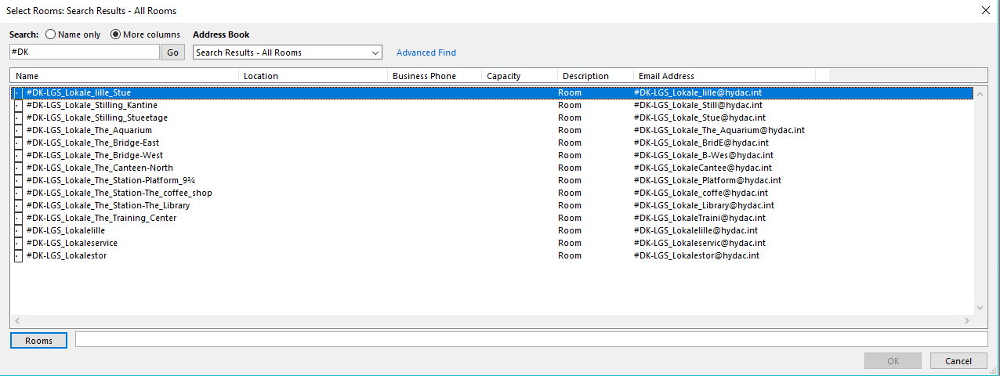 Select Rooms: Search Results - All Rooms
Search: Name only More columns Address Book
#DK Go Search Results - All Rooms Advanced Find
Name Location Business Phone Capacity Description Email Address
#DK-LGS_Lokale_lille_Stue Room #DK-LGS_Lokale_lille@hydac.int
#DK-LGS_Lokale_Stilling_Kantine Room #DK-LGS_Lokale_Still@hydac.int
#DK-LGS_Lokale_Stilling_Stueetage Room #DK-LGS_Lokale_Stue@hydac.int
#DK-LGS_Lokale_The_Aquarium Room #DK-LGS_Lokale_The_Aquarium@hydac.int
#DK-LGS_Lokale_The_Bridge-East Room #DK-LGS_Lokale_BridE@hydac.int
#DK-LGS_Lokale_The_Bridge-West Room #DK-LGS_Lokale_B-Wes@hydac.int
#DK-LGS_Lokale_The_Canteen-North Room #DK-LGS_LokaleCantee@hydac.int
#DK-LGS_Lokale_The_Station-Platform_9¾ Room #DK-LGS_Lokale_Platform@hydac.int
#DK-LGS_Lokale_The_Station-The_coffee_shop Room #DK-LGS_Lokale_coffe@hydac.int
#DK-LGS_Lokale_The_Station-The_Library Room #DK-LGS_Lokale_Library@hydac.int
#DK-LGS_Lokale_The_Training_Center Room #DK-LGS_LokaleTraini@hydac.int
#DK-LGS_Lokalelille Room #DK-LGS_Lokalelille@hydac.int
#DK-LGS_Lokaleservice Room #DK-LGS_Lokaleservic@hydac.int
#DK-LGS_Lokalestor Room #DK-LGS_Lokalestor@hydac.int
Rooms
OK Cancel